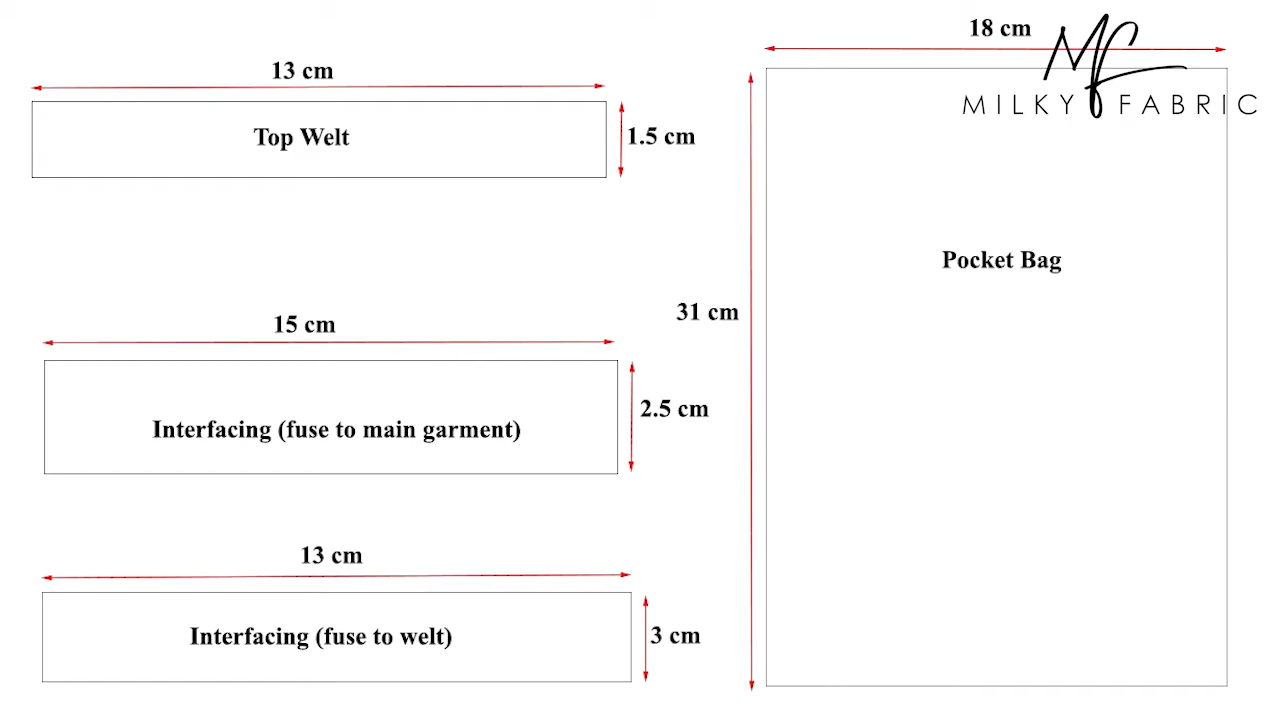 13 cm
Top Welt
1.5 cm
15 cm
Interfacing (fuse to main garment)
2.5 cm
13 cm
Interfacing (fuse to welt)
3 cm
18 cm
MF
MILKY FABRIC
Pocket Bag
31 cm